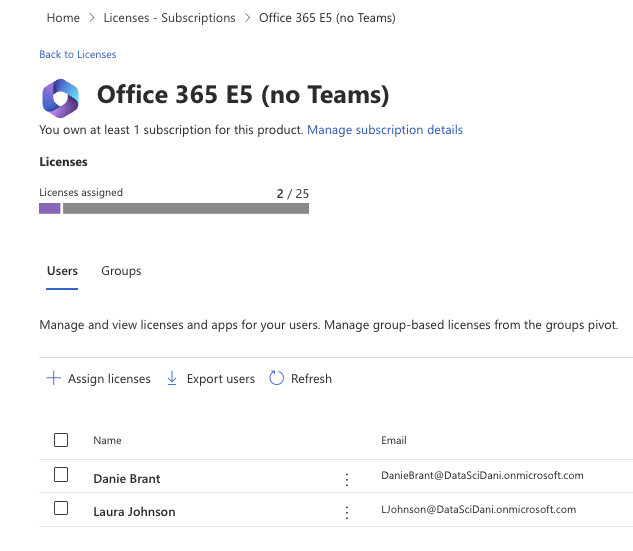 Home > Licenses - Subscriptions > Office 365 E5 (no Teams)
Back to Licenses
Office 365 E5 (no Teams)
You own at least 1 subscription for this product. Manage subscription details
Licenses
Licenses assigned 2 / 25
Users Groups
Manage and view licenses and apps for your users. Manage group-based licenses from the groups pivot.
Assign licenses Export users Refresh
Name Email
Danie Brant DanieBrant@DataSciDani.onmicrosoft.com
Laura Johnson LJohnson@DataSciDani.onmicrosoft.com